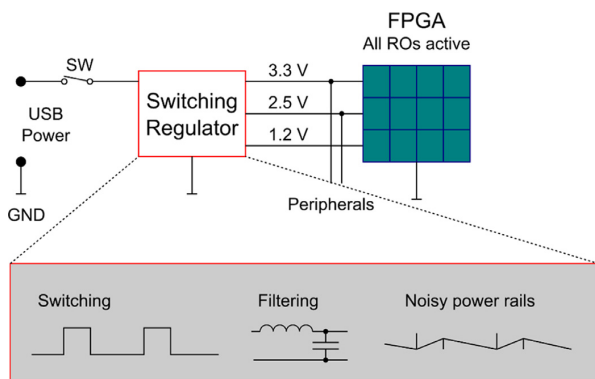 FPGA
All ROs active
SW
3.3 V
2.5 V
1.2 V
Switching
Regulator
USB
Power
GND
Peripherals
Switching
Filtering
Noisy power rails